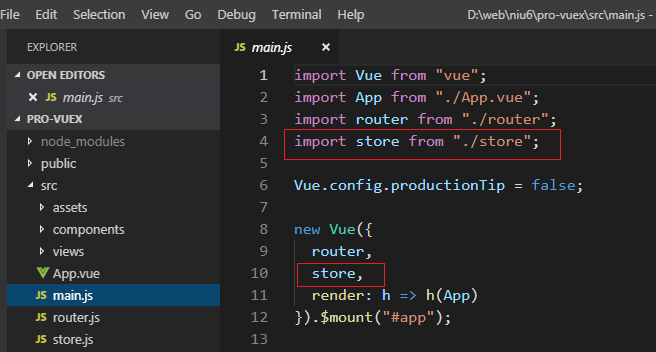 File Edit View Go Debug Terminal Help D:\web\niu6\pro-vuex\src\main.js -
EXPLORER
OPEN EDITORS
JS main.js src
PRO-VUEX
node_modules
public
src
assets
components
views
App.vue
JS main.js
JS router.js
JS store.js
JS main.js
1 import Vue from "vue";
2 import App from "./App.vue";
3 import router from "./router";
4 import store from "./store";
5
6 Vue.config.productionTip = false;
7
8 new Vue({
9 router,
10 store,
11 render: h => h(App)
12 }).$mount("#app");
13